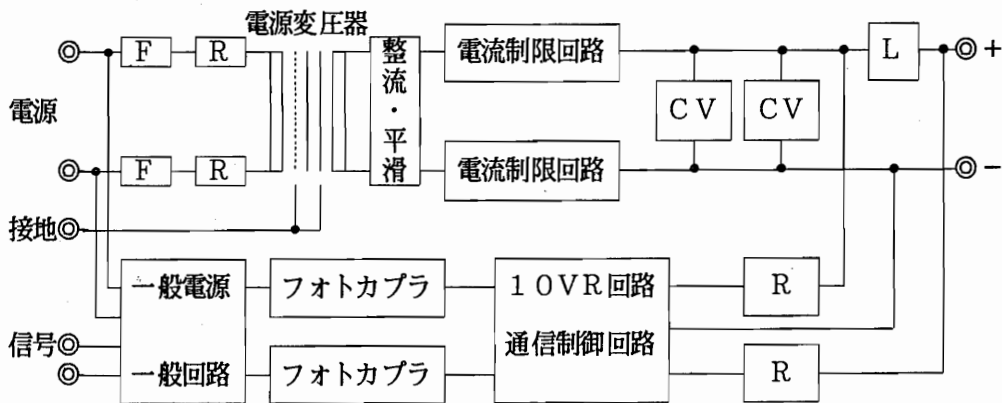 電源変圧器
F R 整流・平滑 電流制限回路 L ＋
電源 CV CV
F R 電流制限回路 −
接地
一般電源 フォトカプラ 10VR回路 R
信号 通信制御回路
一般回路 フォトカプラ R